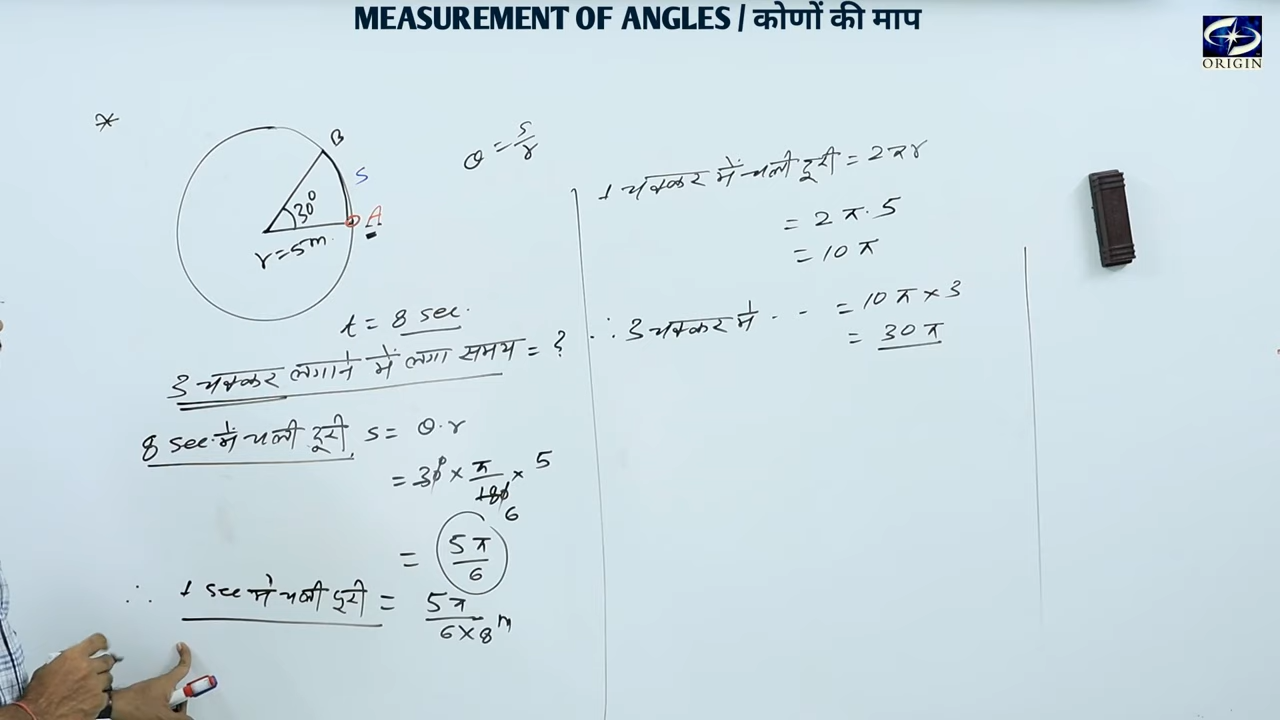 MEASUREMENT OF ANGLES / कोणों की माप
ORIGIN
*
B
S
θ = s/r
30°
A
r = 5m
t = 8 sec.
3 चक्कर लगाने में लगा समय = ?
8 sec. में चली दूरी, s = θ.r
= 30 × π/180 × 5
6
= 5π/6
∴ 1 sec में चली दूरी = 5π/6×8 m
1 चक्कर में चली दूरी = 2πr
= 2π.5
= 10π
∴ 3 चक्कर में - - = 10π×3
= 30π